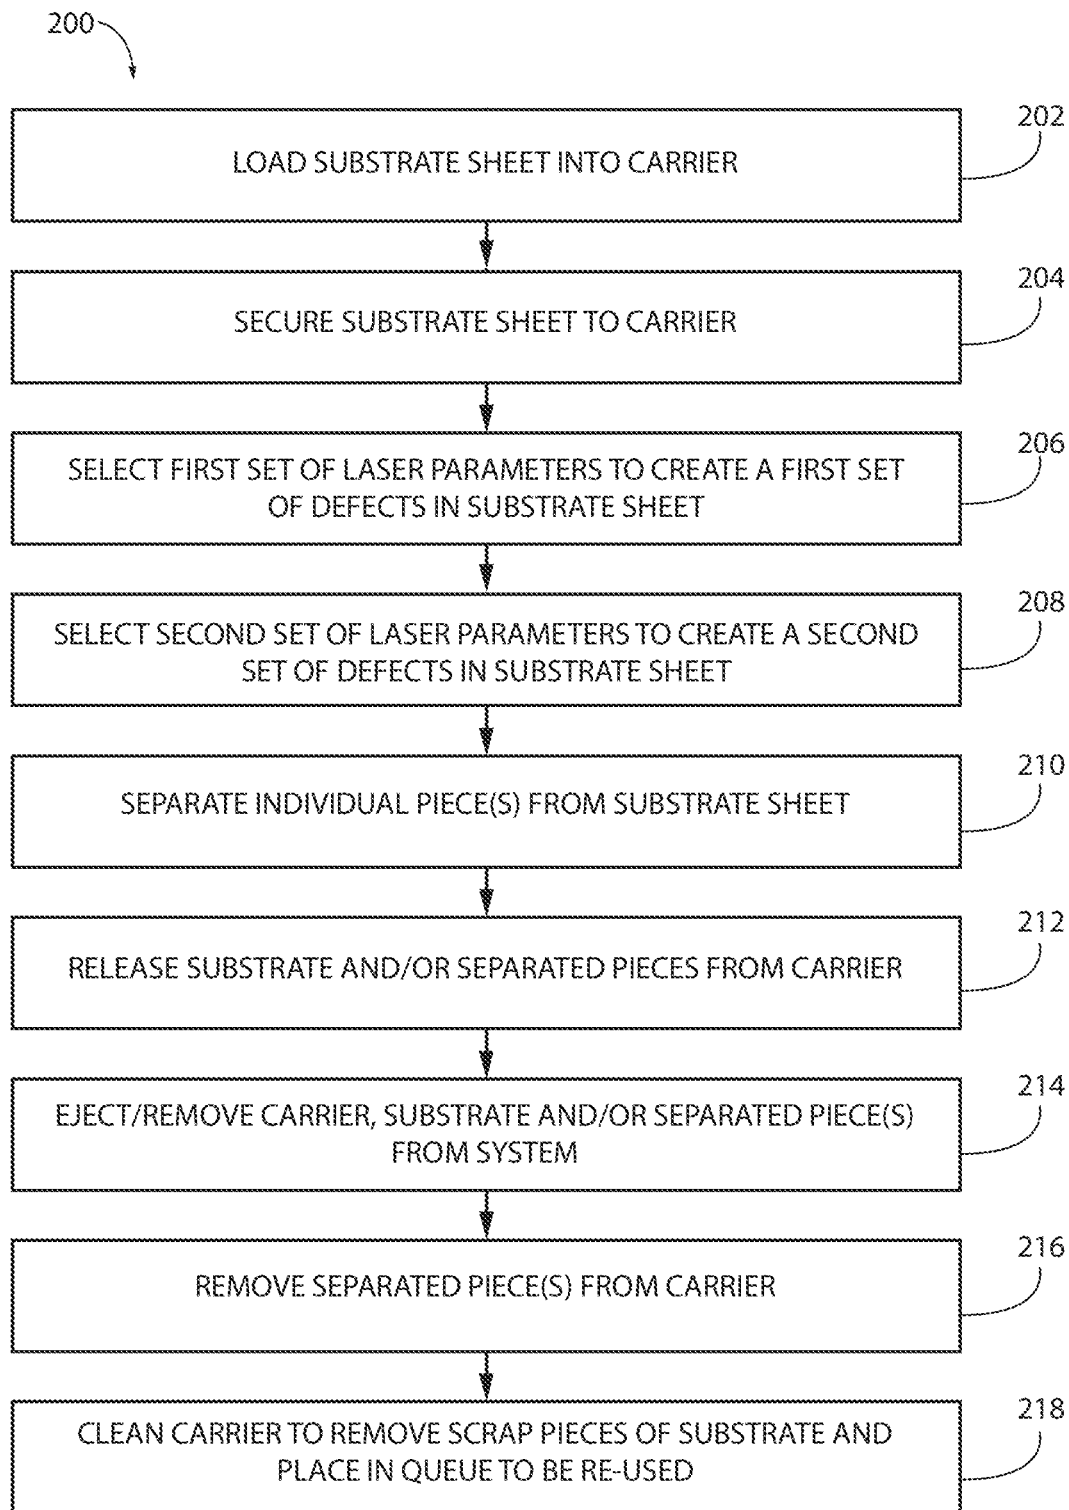 200
202
LOAD SUBSTRATE SHEET INTO CARRIER
204
SECURE SUBSTRATE SHEET TO CARRIER
206
SELECT FIRST SET OF LASER PARAMETERS TO CREATE A FIRST SET
OF DEFECTS IN SUBSTRATE SHEET
208
SELECT SECOND SET OF LASER PARAMETERS TO CREATE A SECOND
SET OF DEFECTS IN SUBSTRATE SHEET
210
SEPARATE INDIVIDUAL PIECE(S) FROM SUBSTRATE SHEET
212
RELEASE SUBSTRATE AND/OR SEPARATED PIECES FROM CARRIER
214
EJECT/REMOVE CARRIER, SUBSTRATE AND/OR SEPARATED PIECE(S)
FROM SYSTEM
216
REMOVE SEPARATED PIECE(S) FROM CARRIER
218
CLEAN CARRIER TO REMOVE SCRAP PIECES OF SUBSTRATE AND
PLACE IN QUEUE TO BE RE-USED